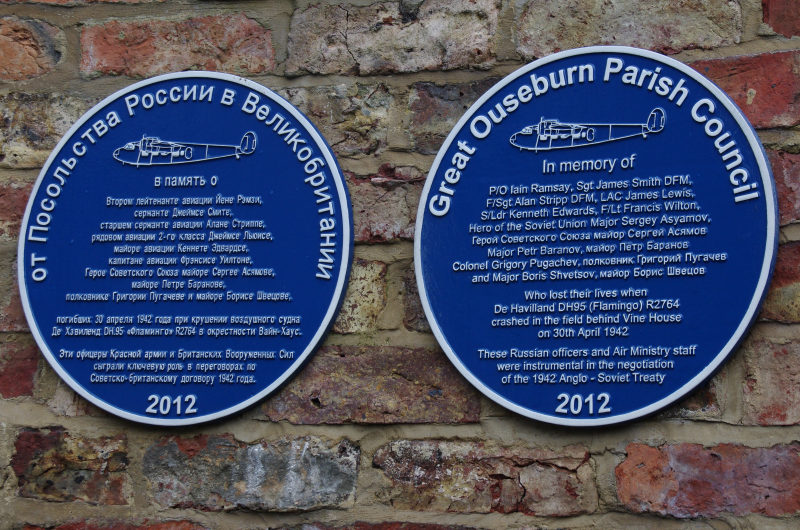 от Посольства России в Великобритании
в память о
Втором лейтенанте авиации Йене Рэмзи,
сержанте Джеймсе Смите,
старшем сержанте авиации Алане Стриппе,
рядовом авиации 2-го класса Джеймсе Льюисе,
майоре авиации Кеннете Эдвардсе,
капитане авиации Фрэнсисе Уилтоне,
Герое Советского Союза майоре Сергее Асямове,
майоре Петре Баранове,
полковнике Григории Пугачеве и майоре Борисе Швецове,
погибших 30 апреля 1942 года при крушении воздушного судна
Де Хэвиленд DH.95 «Фламинго» R2764 в окрестности Вайн-Хаус.
Эти офицеры Красной армии и Британских Вооруженных Сил
сыграли ключевую роль в переговорах по
Советско-британскому договору 1942 года.
2012
Great Ouseburn Parish Council
In memory of
P/O Iain Ramsay, Sgt James Smith DFM,
F/Sgt Alan Stripp DFM, LAC James Lewis,
S/Ldr Kenneth Edwards, F/Lt Francis Wilton,
Hero of the Soviet Union Major Sergey Asyamov,
Герой Советского Союза майор Сергей Асямов
Major Petr Baranov, майор Пётр Баранов
Colonel Grigory Pugachev, полковник Григорий Пугачев
and Major Boris Shvetsov, майор Борис Швецов
Who lost their lives when
De Havilland DH95 (Flamingo) R2764
crashed in the field behind Vine House
on 30th April 1942
These Russian officers and Air Ministry staff
were instrumental in the negotiation
of the 1942 Anglo - Soviet Treaty
2012